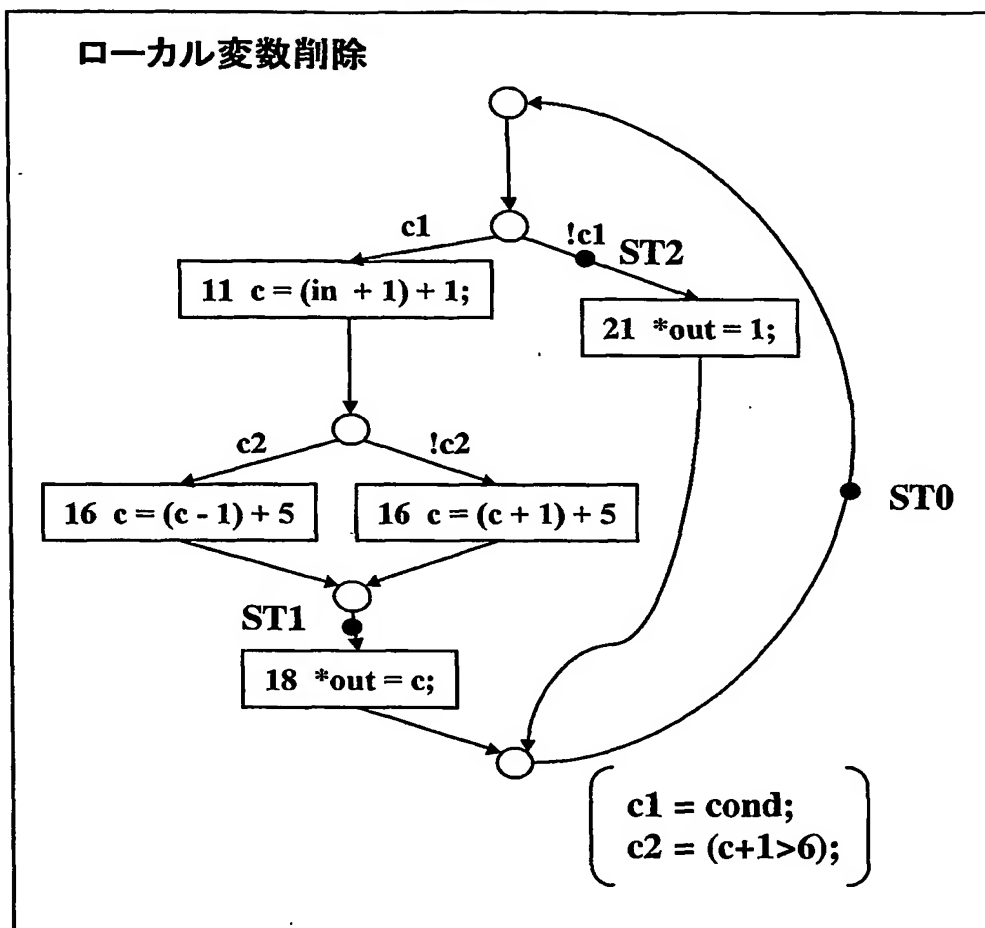 ローカル変数削除
c1
!c1
ST2
11 c = (in + 1) + 1;
21 *out = 1;
c2
!c2
16 c = (c - 1) + 5
16 c = (c + 1) + 5
ST0
ST1
18 *out = c;
c1 = cond;
c2 = (c+1>6);